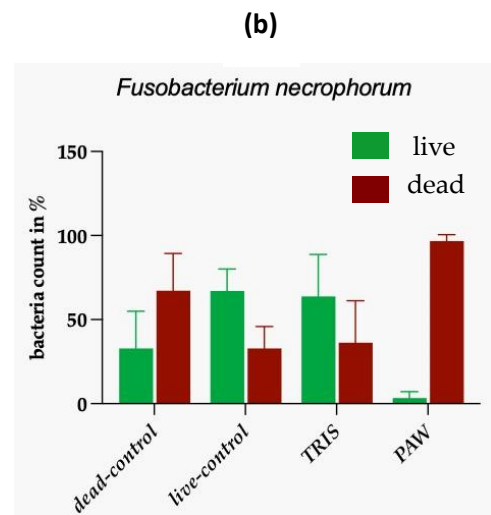 (b)
Fusobacterium necrophorum
live
dead
bacteria count in %
150
100
50
0
dead-control
live-control
TRIS
PAW